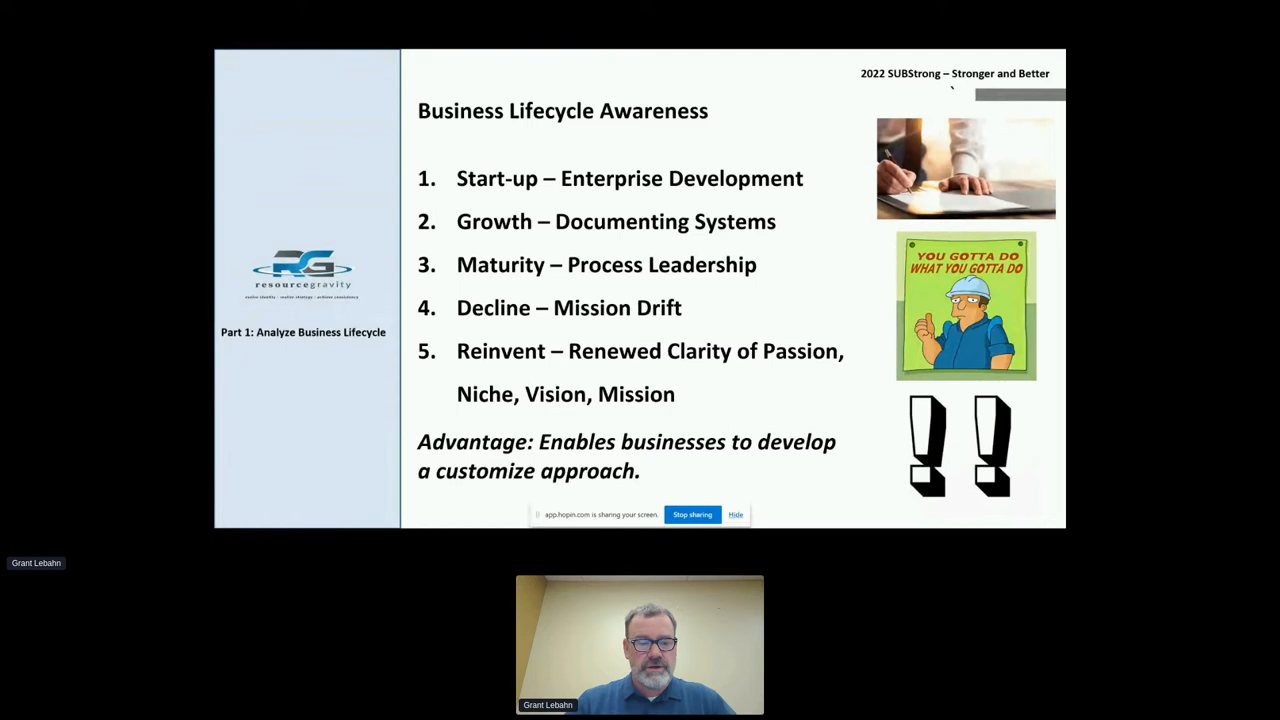 2022 SUBStrong – Stronger and Better
Business Lifecycle Awareness
1. Start-up – Enterprise Development
2. Growth – Documenting Systems
3. Maturity – Process Leadership
4. Decline – Mission Drift
5. Reinvent – Renewed Clarity of Passion,
Niche, Vision, Mission
Advantage: Enables businesses to develop
a customize approach.
YOU GOTTA DO
WHAT YOU GOTTA DO
!!
RG
resourcegravity
Part 1: Analyze Business Lifecycle
app.hopin.com is sharing your screen. Stop sharing Hide
Grant Lebahn
Grant Lebahn